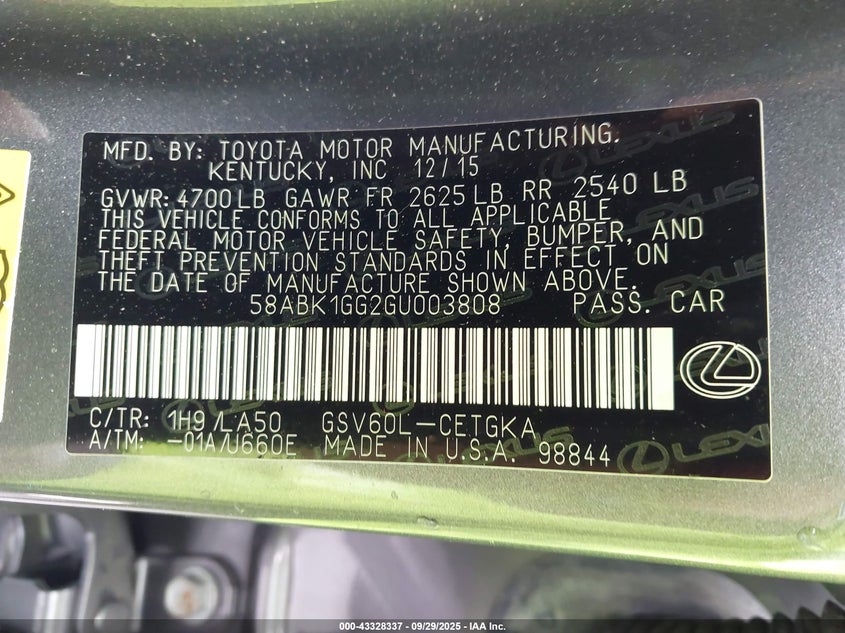 MFD. BY: TOYOTA MOTOR MANUFACTURING.
KENTUCKY, INC 12/15
GVWR: 4700LB GAWR FR 2625 LB RR 2540 LB
THIS VEHICLE CONFORMS TO ALL APPLICABLE
FEDERAL MOTOR VEHICLE SAFETY, BUMPER, AND
THEFT PREVENTION STANDARDS IN EFFECT ON
THE DATE OF MANUFACTURE SHOWN ABOVE.
58ABK1GG2GU003808 PASS. CAR
C/TR: 1H9/LA50 GSV60L-CETGKA
A/TM: -01A/U660E MADE IN U.S.A. 98844
LEXUS
000-43328337 - 09/29/2025 - IAA Inc.